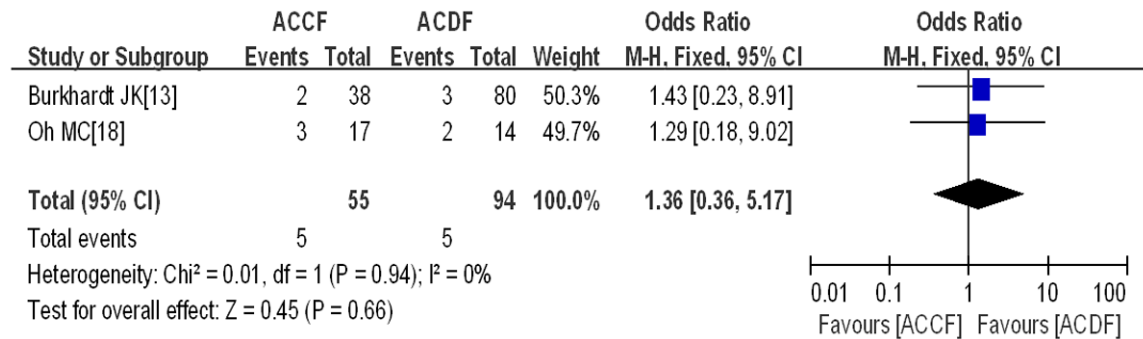 ACCF ACDF Odds Ratio Odds Ratio
Study or Subgroup Events Total Events Total Weight M-H, Fixed, 95% CI M-H, Fixed, 95% CI
Burkhardt JK[13] 2 38 3 80 50.3% 1.43 [0.23, 8.91]
Oh MC[18] 3 17 2 14 49.7% 1.29 [0.18, 9.02]
Total (95% CI) 55 94 100.0% 1.36 [0.36, 5.17]
Total events 5 5
Heterogeneity: Chi² = 0.01, df = 1 (P = 0.94); I² = 0%
Test for overall effect: Z = 0.45 (P = 0.66)
0.01 0.1 1 10 100
Favours [ACCF] Favours [ACDF]